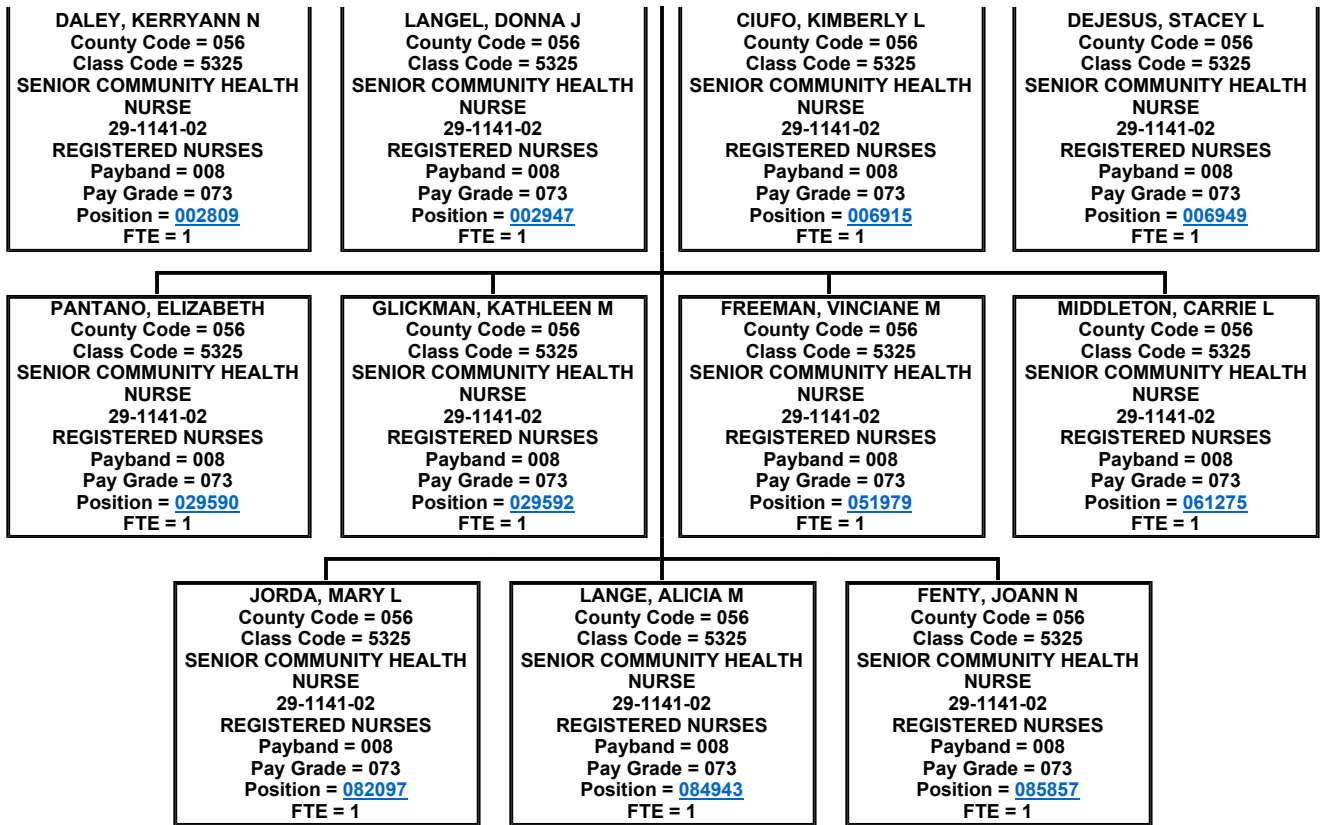 DALEY, KERRYANN N
County Code = 056
Class Code = 5325
SENIOR COMMUNITY HEALTH
NURSE
29-1141-02
REGISTERED NURSES
Payband = 008
Pay Grade = 073
Position = 002809
FTE = 1
LANGEL, DONNA J
County Code = 056
Class Code = 5325
SENIOR COMMUNITY HEALTH
NURSE
29-1141-02
REGISTERED NURSES
Payband = 008
Pay Grade = 073
Position = 002947
FTE = 1
CIUFO, KIMBERLY L
County Code = 056
Class Code = 5325
SENIOR COMMUNITY HEALTH
NURSE
29-1141-02
REGISTERED NURSES
Payband = 008
Pay Grade = 073
Position = 006915
FTE = 1
DEJESUS, STACEY L
County Code = 056
Class Code = 5325
SENIOR COMMUNITY HEALTH
NURSE
29-1141-02
REGISTERED NURSES
Payband = 008
Pay Grade = 073
Position = 006949
FTE = 1
PANTANO, ELIZABETH
County Code = 056
Class Code = 5325
SENIOR COMMUNITY HEALTH
NURSE
29-1141-02
REGISTERED NURSES
Payband = 008
Pay Grade = 073
Position = 029590
FTE = 1
GLICKMAN, KATHLEEN M
County Code = 056
Class Code = 5325
SENIOR COMMUNITY HEALTH
NURSE
29-1141-02
REGISTERED NURSES
Payband = 008
Pay Grade = 073
Position = 029592
FTE = 1
FREEMAN, VINCIANE M
County Code = 056
Class Code = 5325
SENIOR COMMUNITY HEALTH
NURSE
29-1141-02
REGISTERED NURSES
Payband = 008
Pay Grade = 073
Position = 051979
FTE = 1
MIDDLETON, CARRIE L
County Code = 056
Class Code = 5325
SENIOR COMMUNITY HEALTH
NURSE
29-1141-02
REGISTERED NURSES
Payband = 008
Pay Grade = 073
Position = 061275
FTE = 1
JORDA, MARY L
County Code = 056
Class Code = 5325
SENIOR COMMUNITY HEALTH
NURSE
29-1141-02
REGISTERED NURSES
Payband = 008
Pay Grade = 073
Position = 082097
FTE = 1
LANGE, ALICIA M
County Code = 056
Class Code = 5325
SENIOR COMMUNITY HEALTH
NURSE
29-1141-02
REGISTERED NURSES
Payband = 008
Pay Grade = 073
Position = 084943
FTE = 1
FENTY, JOANN N
County Code = 056
Class Code = 5325
SENIOR COMMUNITY HEALTH
NURSE
29-1141-02
REGISTERED NURSES
Payband = 008
Pay Grade = 073
Position = 085857
FTE = 1